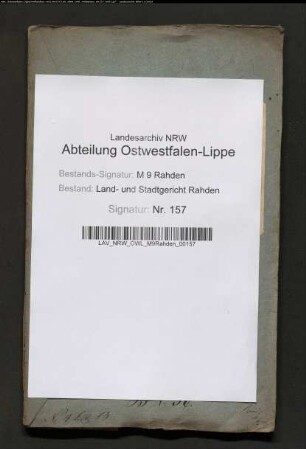 Landesarchiv NRW
Abteilung Ostwestfalen-Lippe
Bestands-Signatur: M 9 Rahden
Bestand: Land- und Stadtgericht Rahden
Signatur: Nr. 157
LAV_NRW_OWL_M9Rahden_00157